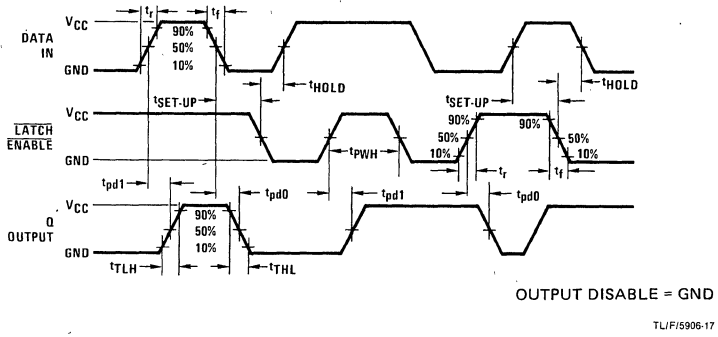 DATA IN
VCC
GND
tr
tf
90%
50%
10%
tHOLD
tSET-UP
tSET-UP
tHOLD
LATCH ENABLE
VCC
GND
tPWH
90%
50%
10%
90%
50%
10%
tr
tf
tpd1
tpd0
tpd1
tpd0
Q OUTPUT
VCC
GND
90%
50%
10%
tTLH
tTHL
OUTPUT DISABLE = GND
TL/F/5906-17